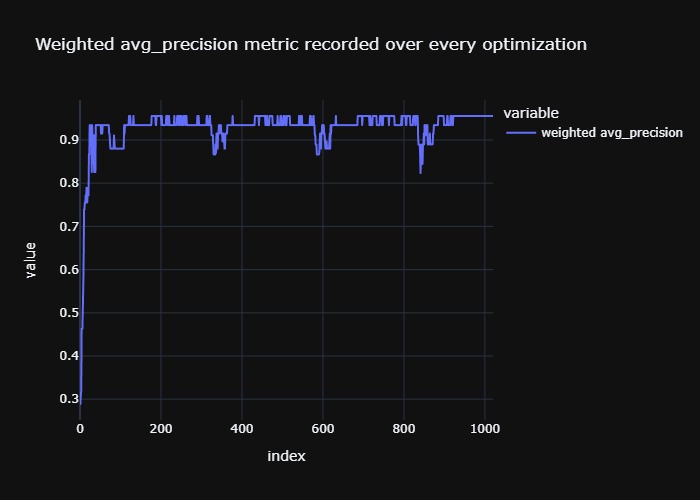 Weighted avg_precision metric recorded over every optimization
variable
weighted avg_precision
value
0.9
0.8
0.7
0.6
0.5
0.4
0.3
0 200 400 600 800 1000
index